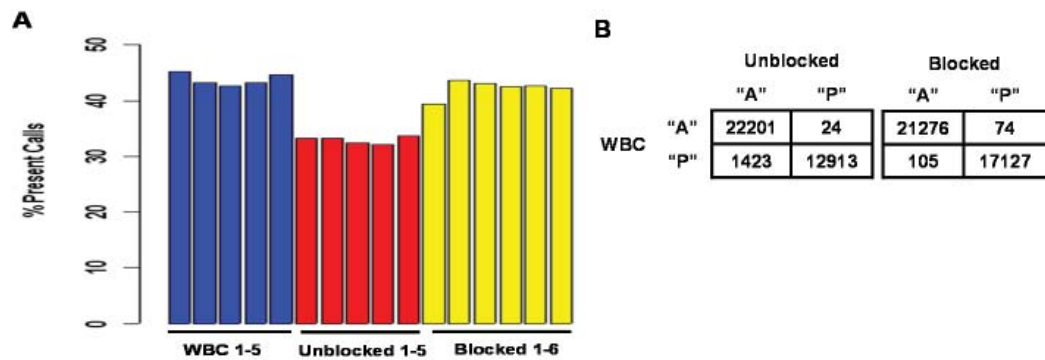 A
% Present Calls
50
40
30
20
10
0
WBC 1-5
Unblocked 1-5
Blocked 1-6
B
Unblocked Blocked
"A" "P" "A" "P"
WBC
"A" 22201 24 21276 74
"P" 1423 12913 105 17127